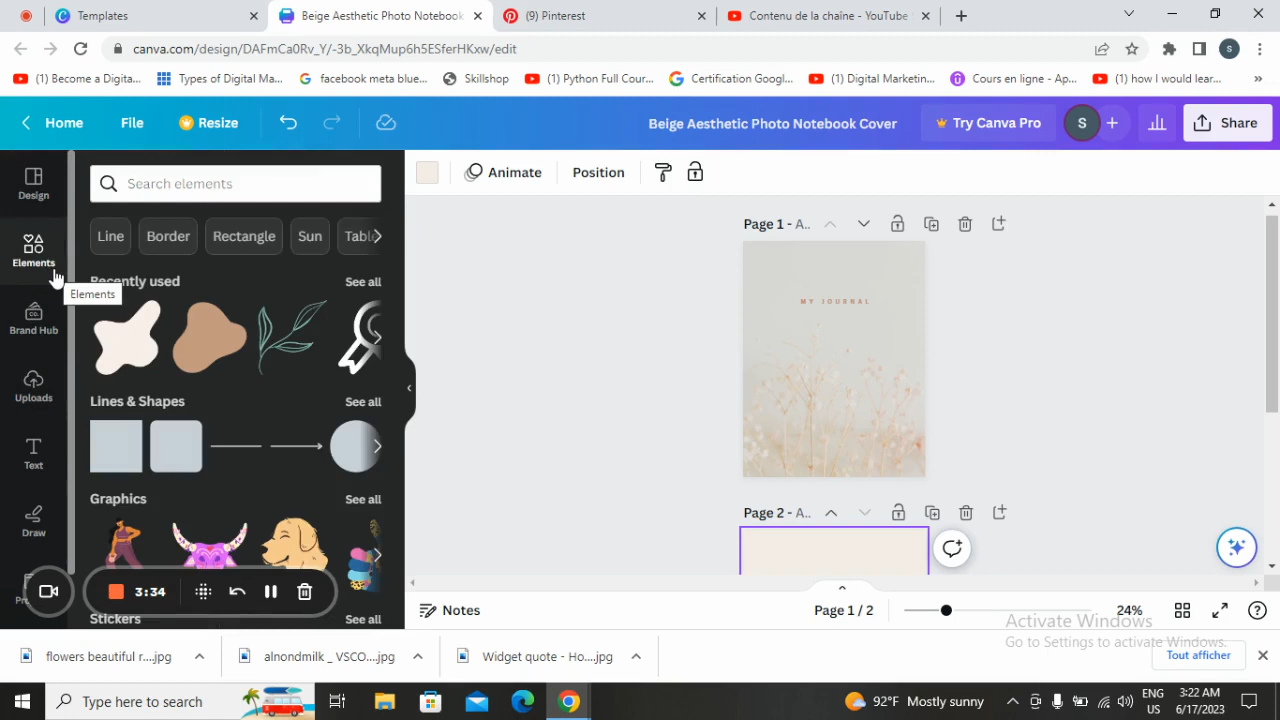 Templates
Beige Aesthetic Photo Notebook
(9) Pinterest
Contenu de la chaîne - YouTube
canva.com/design/DAFmCa0Rv_Y/-3b_XkqMup6h5ESferHKxw/edit
S
(1) Become a Digita...
Types of Digital Ma...
facebook meta blue...
Skillshop
(1) Python Full Cour...
Certification Googl...
(1) Digital Marketin...
Cours en ligne - Ap...
(1) how I would lear...
»
Home
File
Resize
Beige Aesthetic Photo Notebook Cover
Try Canva Pro
S
Share
Design
Elements
Brand Hub
Uploads
Text
Draw
Search elements
Line
Border
Rectangle
Sun
Recently used
See all
Elements
Lines & Shapes
See all
Graphics
See all
Stickers
See all
3:34
Animate
Position
Page 1 - A..
MY JOURNAL
Page 2 - A..
Notes
Page 1 / 2
24%
Activate Windows
Go to Settings to activate Windows.
flowers beautiful r....jpg
alnondmilk _ VSCO....jpg
Widget quote - Ho....jpg
Tout afficher
Type here to search
92°F Mostly sunny
ENG
US
3:22 AM
6/17/2023